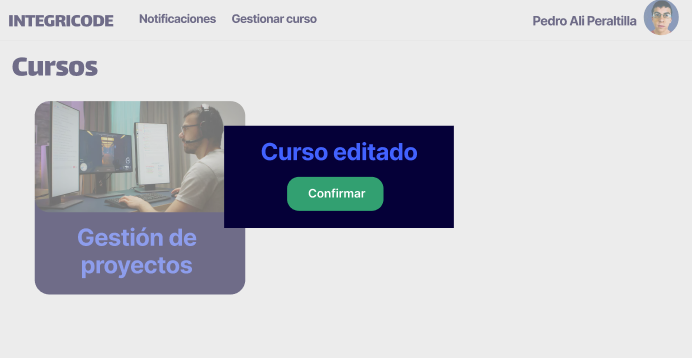 INTEGRICODE
Notificaciones
Gestionar curso
Pedro Ali Peraltilla
Cursos
Curso editado
Confirmar
Gestión de
proyectos